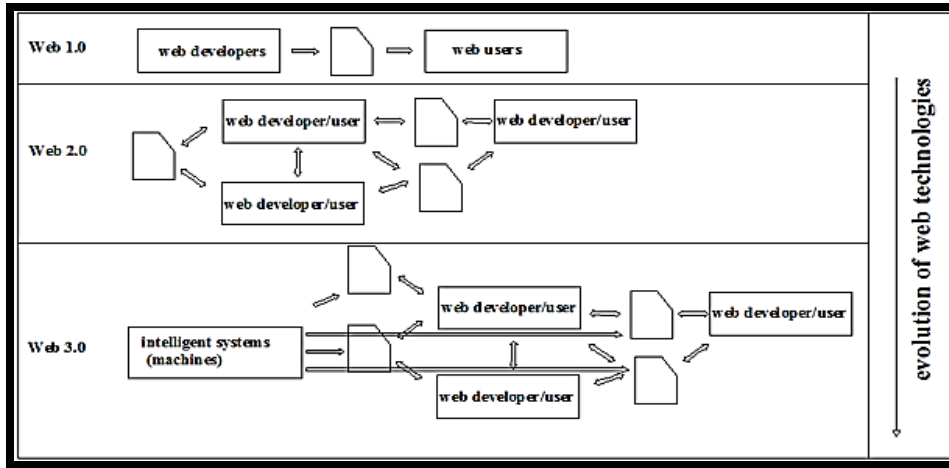 Web 1.0
web developers
web users
Web 2.0
web developer/user
web developer/user
web developer/user
Web 3.0
web developer/user
web developer/user
intelligent systems
(machines)
web developer/user
evolution of web technologies